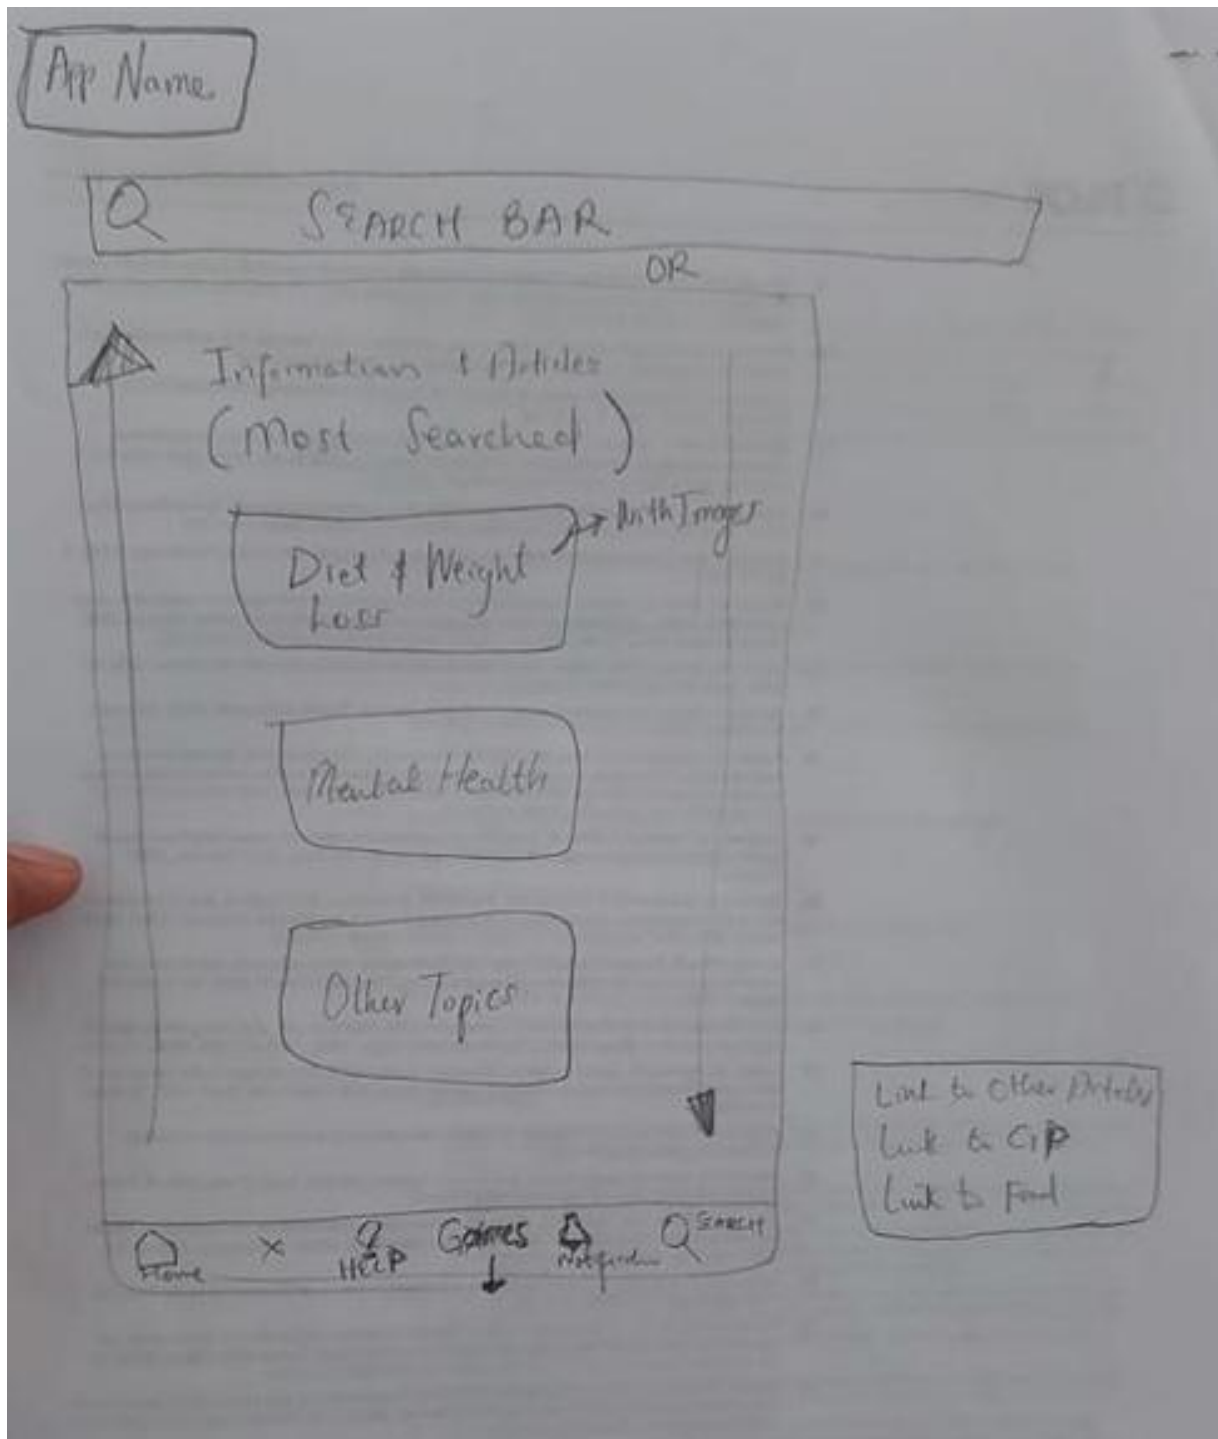 App Name
SEARCH BAR
OR
Information & Articles
(Most Searched)
With Images
Diet & Weight
Loss
Mental Health
Other Topics
Link to Other Articles
Link to GP
Link to
Home X HELP Games SEARCH